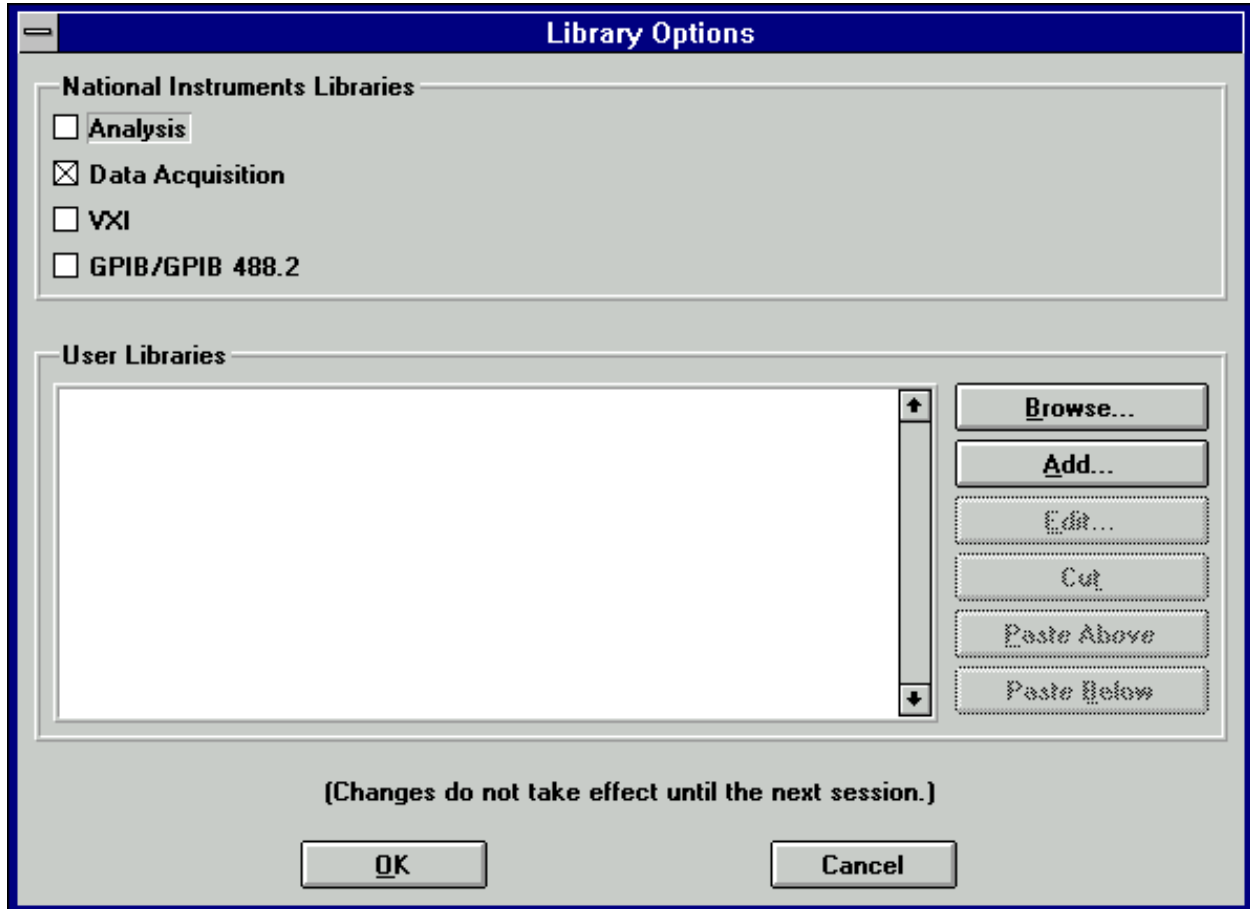 Library Options
National Instruments Libraries
Analysis
Data Acquisition
VXI
GPIB/GPIB 488.2
User Libraries
Browse...
Add...
Edit...
Cut
Paste Above
Paste Below
(Changes do not take effect until the next session.)
OK
Cancel